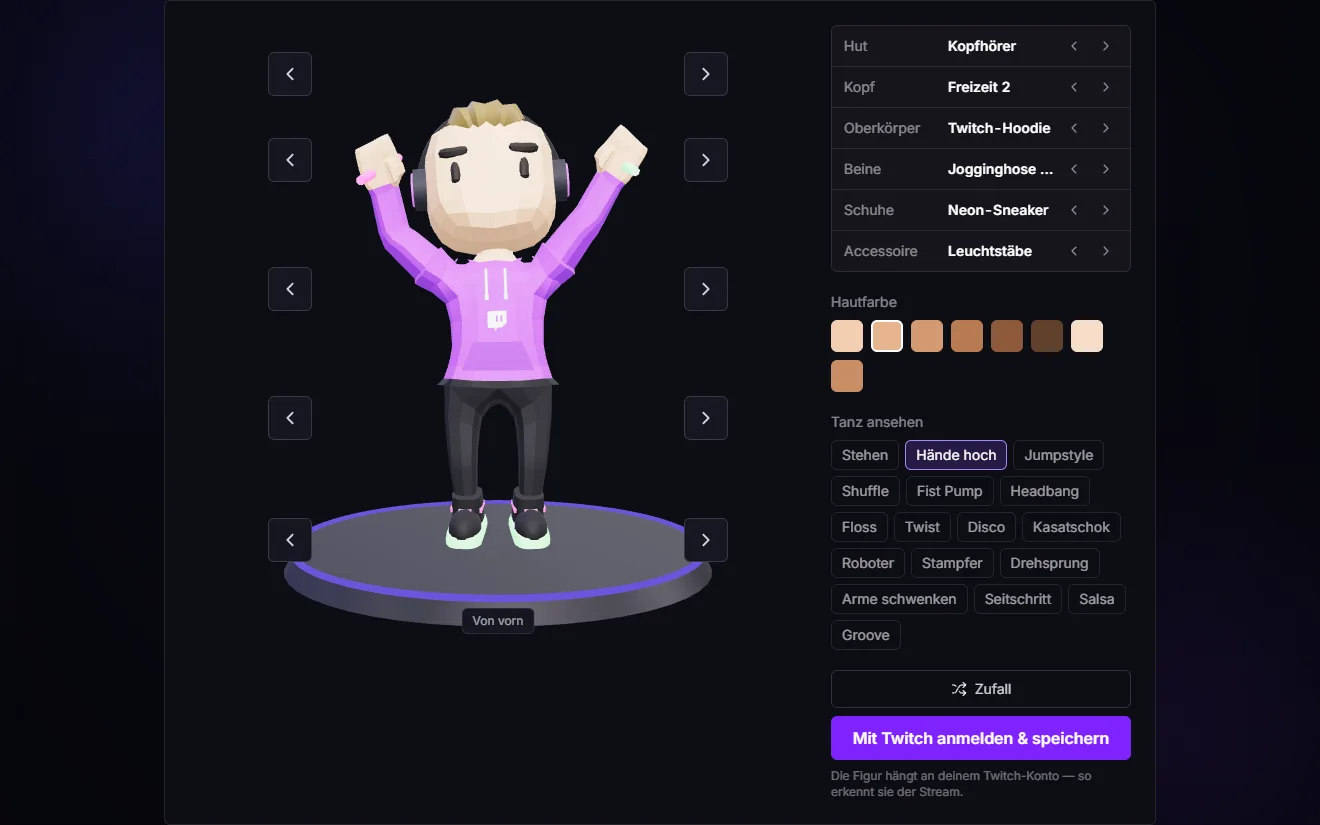 Hut Kopfhörer
Kopf Freizeit 2
Oberkörper Twitch-Hoodie
Beine Jogginghose ...
Schuhe Neon-Sneaker
Accessoire Leuchtstäbe
Hautfarbe
Tanz ansehen
Stehen Hände hoch Jumpstyle
Shuffle Fist Pump Headbang
Floss Twist Disco Kasatschok
Roboter Stampfer Drehsprung
Arme schwenken Seitschritt Salsa
Groove
Von vorn
Zufall
Mit Twitch anmelden & speichern
Die Figur hängt an deinem Twitch-Konto — so
erkennt sie der Stream.